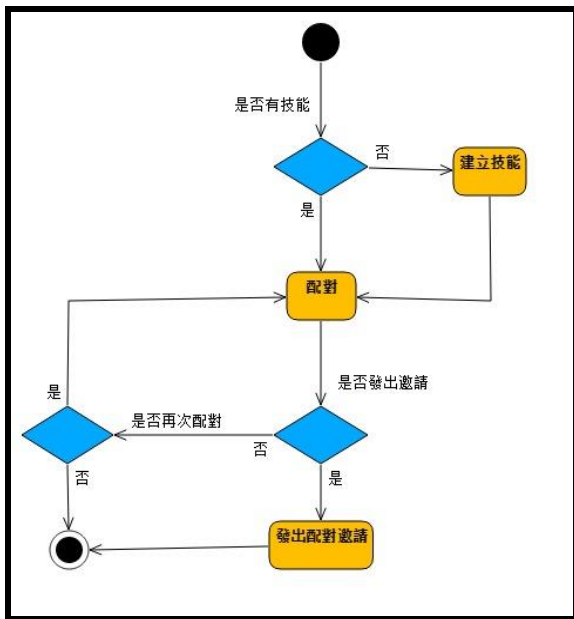 是否有技能
否
建立技能
是
配對
是否發出邀請
是
是否再次配對
否
否
是
發出配對邀請